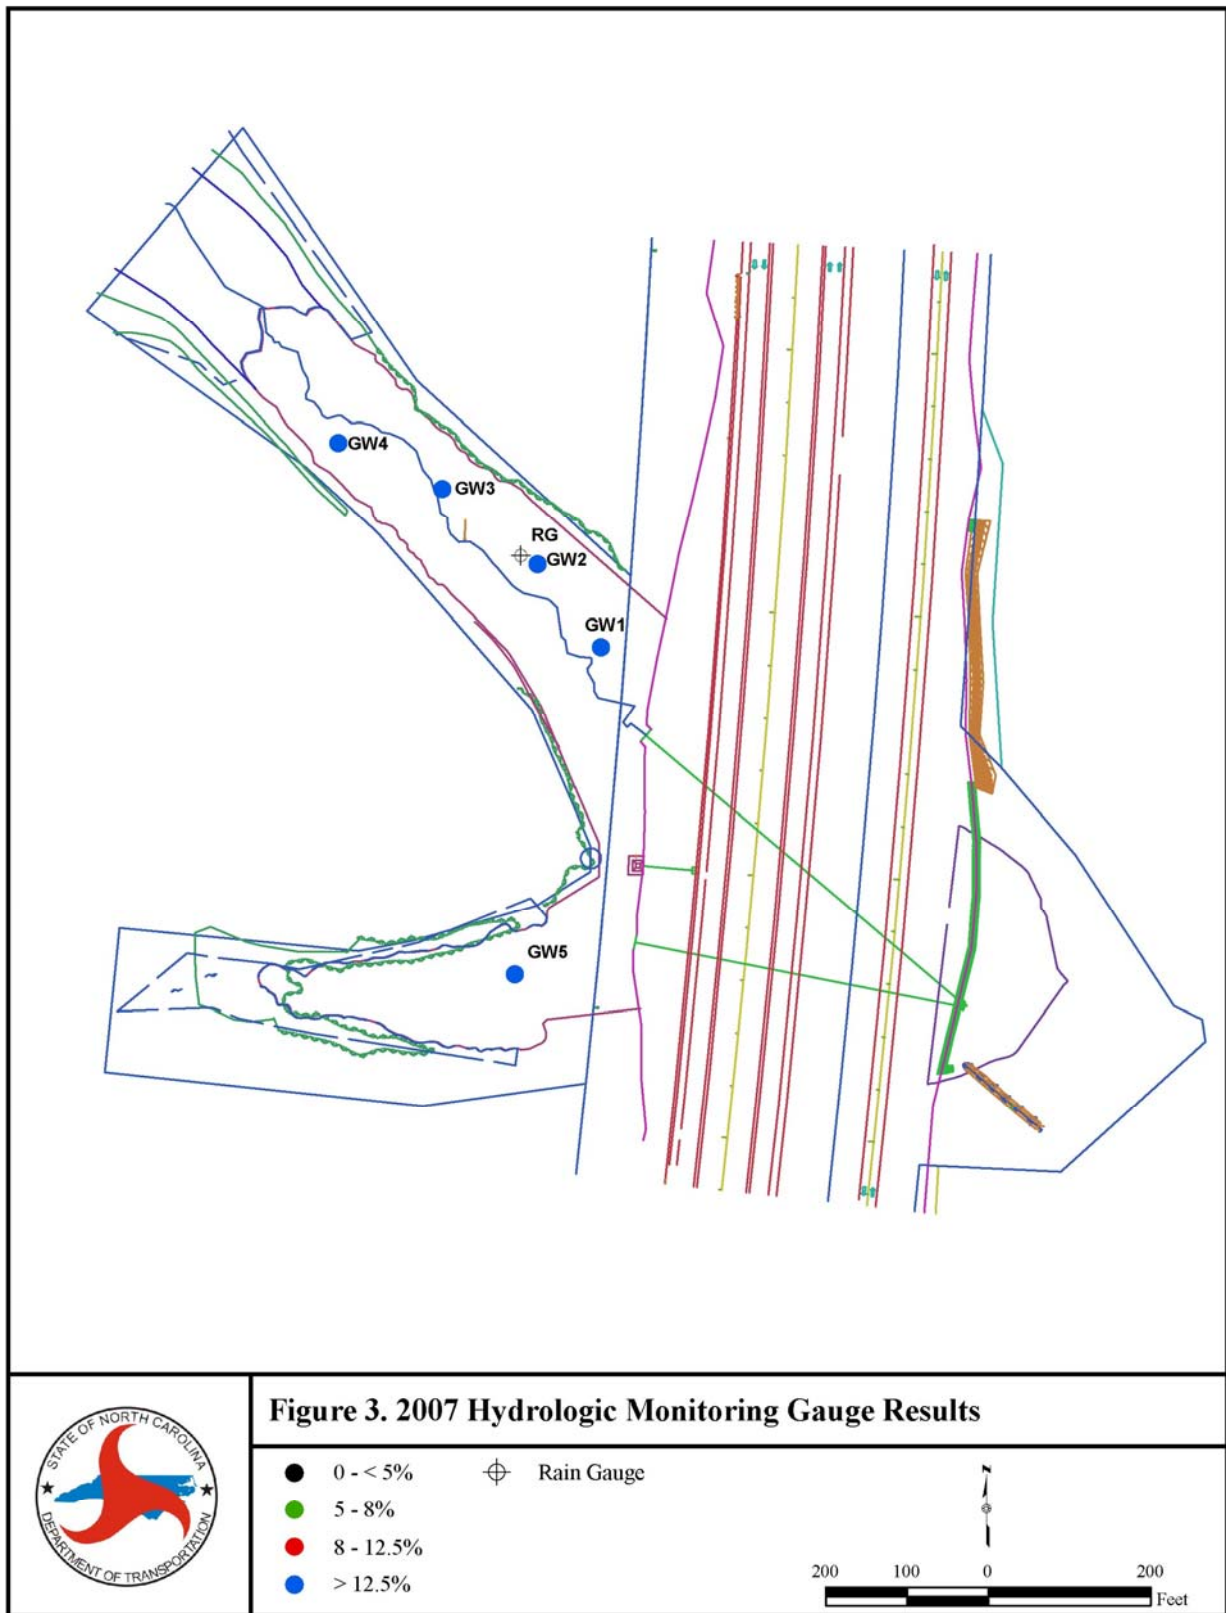 GW4
GW3
RG
GW2
GW1
GW5
STATE OF NORTH CAROLINA
DEPARTMENT OF TRANSPORTATION
Figure 3. 2007 Hydrologic Monitoring Gauge Results
0 - < 5% Rain Gauge
5 - 8%
8 - 12.5%
> 12.5%
N
200 100 0 200
Feet